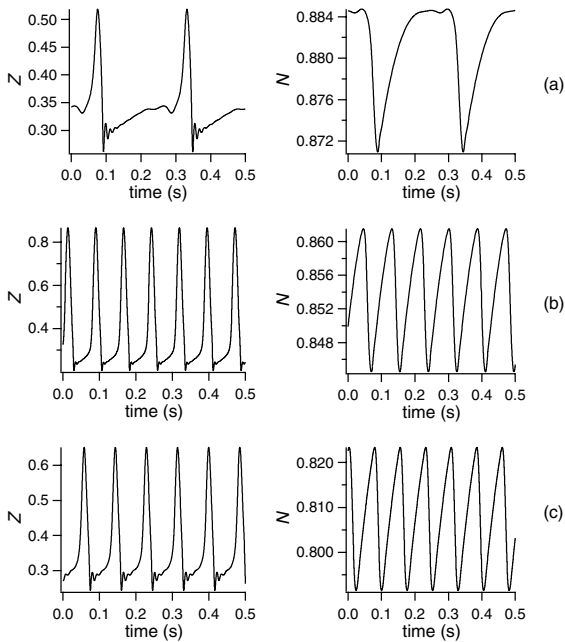 0.50
0.45
0.40
0.35
0.30
Z
0.0 0.1 0.2 0.3 0.4 0.5
time (s)
0.884
0.880
0.876
0.872
N
0.0 0.1 0.2 0.3 0.4 0.5
time (s)
(a)
0.8
0.6
0.4
Z
0.0 0.1 0.2 0.3 0.4 0.5
time (s)
0.860
0.856
0.852
0.848
N
0.0 0.1 0.2 0.3 0.4 0.5
time (s)
(b)
0.6
0.5
0.4
0.3
Z
0.0 0.1 0.2 0.3 0.4 0.5
time (s)
0.820
0.810
0.800
N
0.0 0.1 0.2 0.3 0.4 0.5
time (s)
(c)